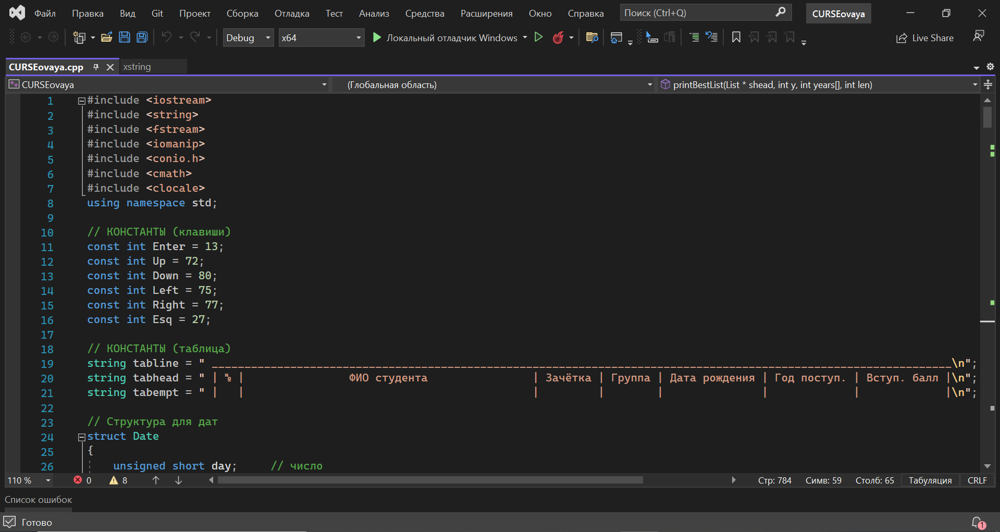 Файл Правка Вид Git Проект Сборка Отладка Тест Анализ Средства Расширения Окно Справка Поиск (Ctrl+Q) CURSEovaya
Debug x64 Локальный отладчик Windows Live Share
CURSEovaya.cpp xstring
CURSEovaya (Глобальная область) printBestList(List * shead, int y, int years[], int len)
1 #include <iostream>
2 #include <string>
3 #include <fstream>
4 #include <iomanip>
5 #include <conio.h>
6 #include <cmath>
7 #include <clocale>
8 using namespace std;
9
10 // КОНСТАНТЫ (клавиши)
11 const int Enter = 13;
12 const int Up = 72;
13 const int Down = 80;
14 const int Left = 75;
15 const int Right = 77;
16 const int Esq = 27;
17
18 // КОНСТАНТЫ (таблица)
19 string tabline = " _________________________________________________________________________________________________________________\n";
20 string tabhead = " | № |                ФИО студента                | Зачётка | Группа | Дата рождения | Год поступ. | Вступ. балл |\n";
21 string tabempt = " |   |                                            |         |        |               |             |             |\n";
22
23 // Структура для дат
24 struct Date
25 {
26 unsigned short day; // число
110 % 0 8 Стр: 784 Симв: 59 Столб: 65 Табуляция CRLF
Список ошибок
Готово 1